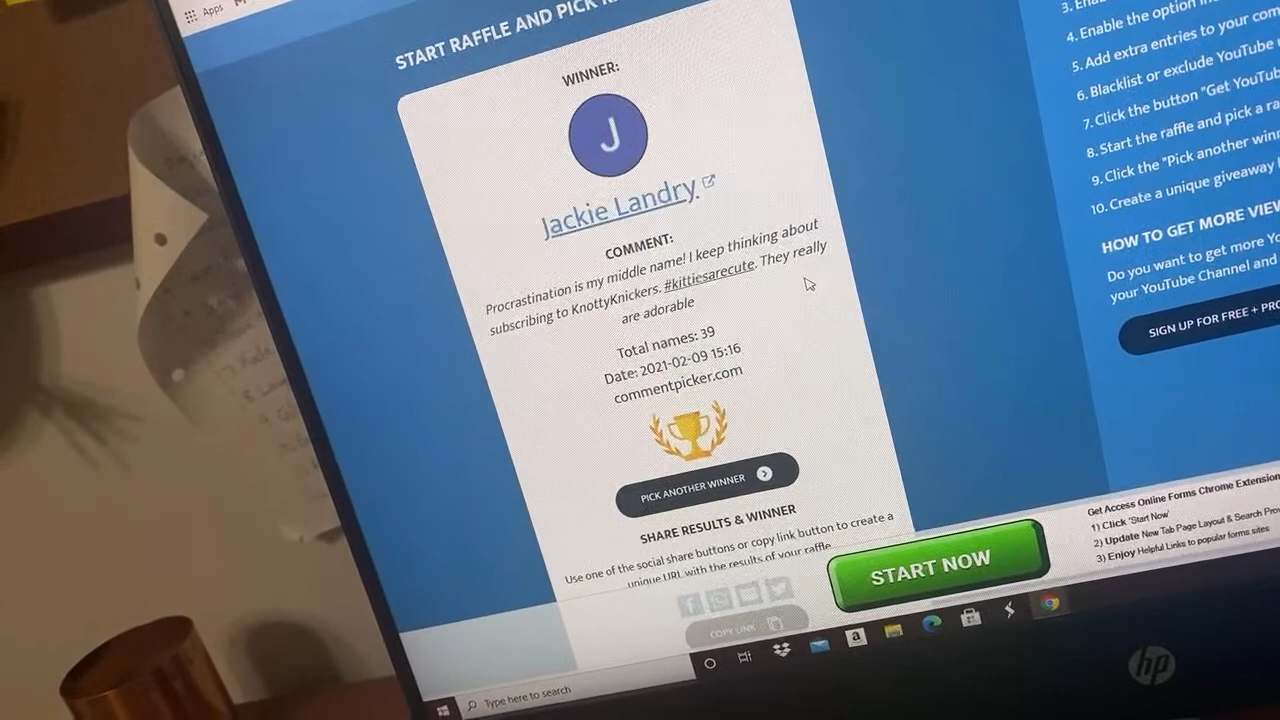 Apps
START RAFFLE AND PICK
WINNER:
J
Jackie Landry
COMMENT:
Procrastination is my middle name! I keep thinking about
subscribing to KnottyKnickers. #kittiesarecute. They really
are adorable
Total names: 39
Date: 2021-02-09 15:16
commentpicker.com
PICK ANOTHER WINNER
SHARE RESULTS & WINNER
Use one of the social share buttons or copy link button to create a
unique URL with the results of your raffle
COPY LINK
3.
4. Enable the option
5. Add extra entries to your
6. Blacklist or exclude YouTube
7. Click the button "Get
8. Start the raffle and pick a
9. Click the "Pick another
10. Create a unique giveaway
HOW TO GET MORE
Do you want to get more
your YouTube Channel and
SIGN UP FOR FREE +
START NOW
Get Access Online Forms Chrome Extension
1) Click 'Start Now'
2) Update New Tab Page Layout & Search
3) Enjoy Helpful Links to popular forms sites
Type here to search
a
hp